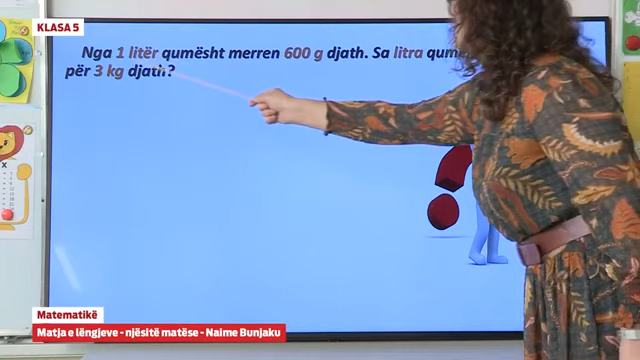 KLASA 5
Nga 1 litër qumësht merren 600 g djath. Sa litra
për 3 kg djath?
Matematikë
Matja e lëngjeve - njësitë matëse - Naime Bunjaku